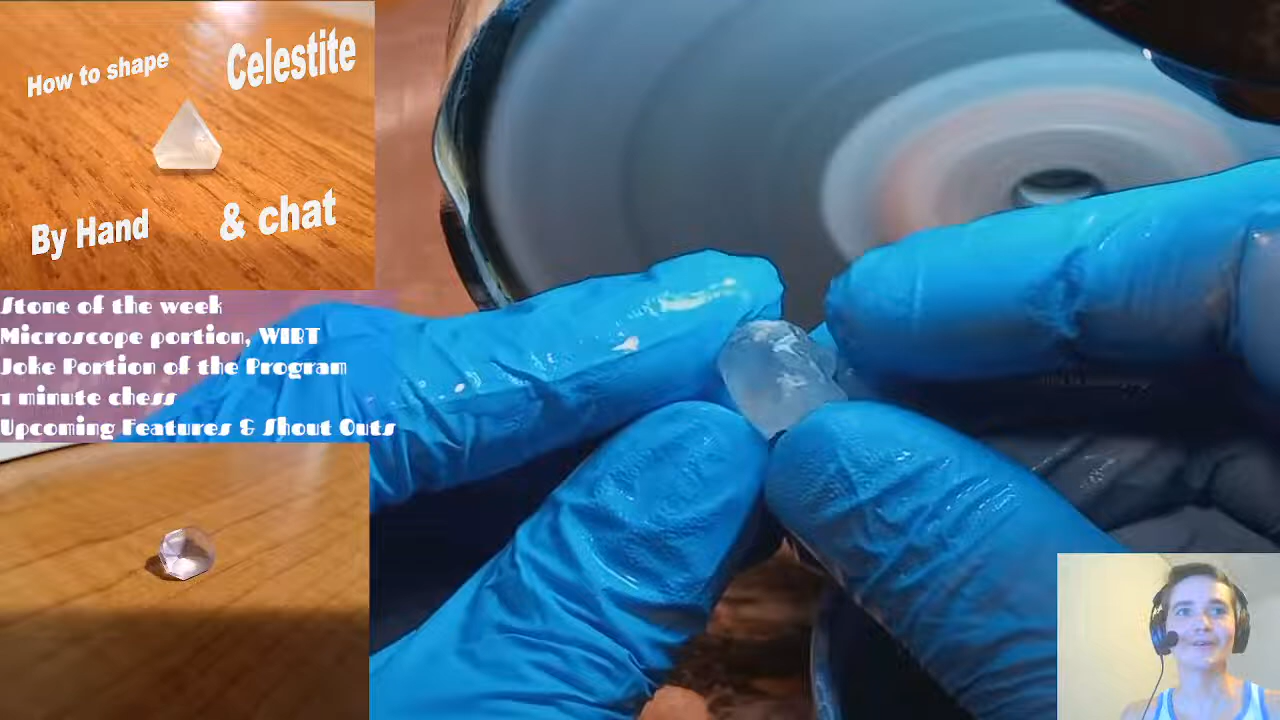 How to shape
Celestite
By Hand
& chat
Stone of the week
Microscope portion, WIBT
Joke Portion of the Program
1 minute chess
Upcoming Features & Shout Outs